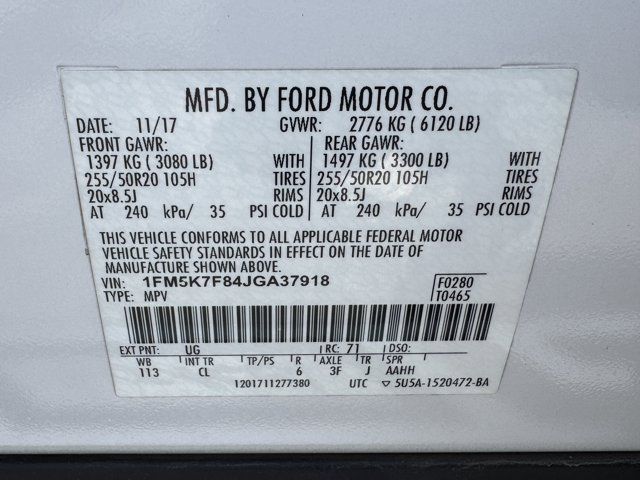 MFD. BY FORD MOTOR CO.
DATE: 11/17 GVWR: 2776 KG ( 6120 LB)
FRONT GAWR: REAR GAWR:
1397 KG ( 3080 LB) WITH 1497 KG ( 3300 LB) WITH
255/50R20 105H TIRES 255/50R20 105H TIRES
20x8.5J RIMS 20x8.5J RIMS
AT 240 kPa/ 35 PSI COLD AT 240 kPa/ 35 PSI COLD
THIS VEHICLE CONFORMS TO ALL APPLICABLE FEDERAL MOTOR
VEHICLE SAFETY STANDARDS IN EFFECT ON THE DATE OF
MANUFACTURE SHOWN ABOVE.
VIN: 1FM5K7F84JGA37918 F0280
TYPE: MPV T0465
EXT PNT: UG RC: 71 DSO:
WB INT TR TP/PS R AXLE TR SPR
113 CL 6 3F J AAHH
1201711277380 UTC ▽ 5U5A-1520472-BA